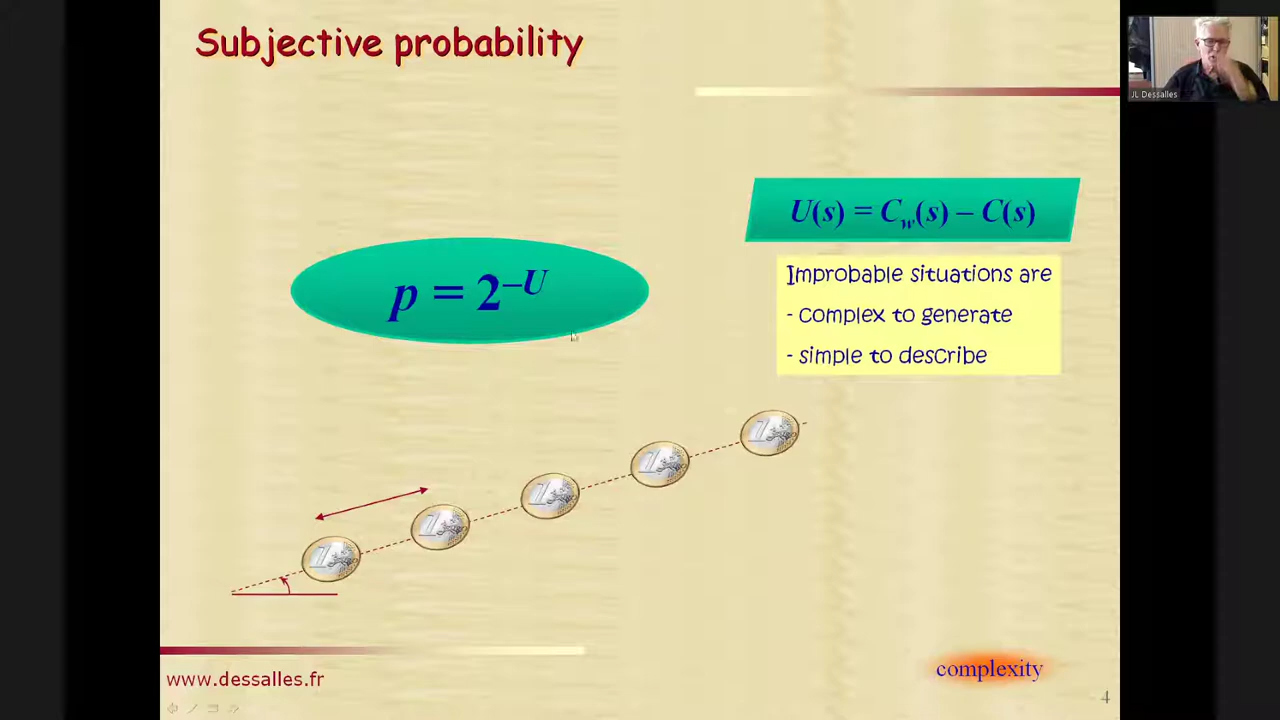 Subjective probability
JL Dessalles
U(s) = Cw(s) – C(s)
p = 2–U
Improbable situations are
- complex to generate
- simple to describe
www.dessalles.fr
complexity
4